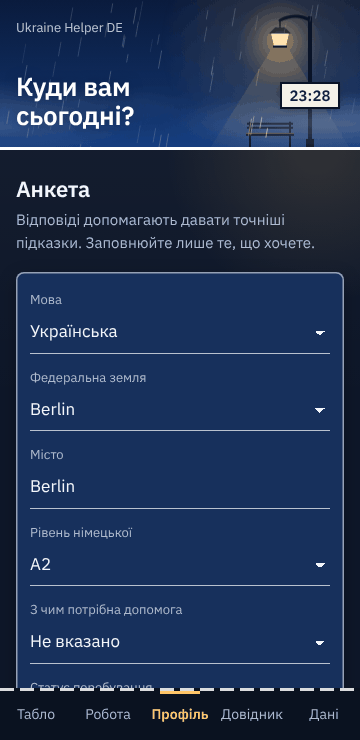 Ukraine Helper DE
Куди вам
сьогодні?
23:28
Анкета
Відповіді допомагають давати точніші
підказки. Заповнюйте лише те, що хочете.
Мова
Українська
Федеральна земля
Berlin
Місто
Berlin
Рівень німецької
A2
З чим потрібна допомога
Не вказано
Статус перебування
Табло
Робота
Профіль
Довідник
Дані